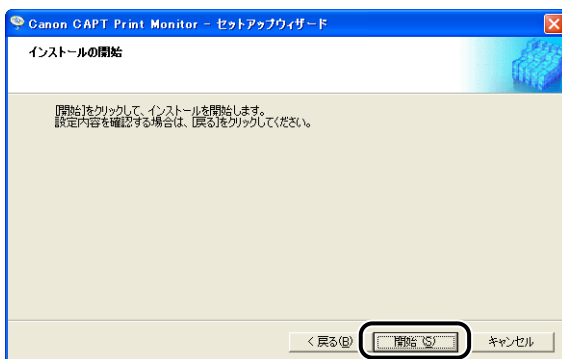 Canon CAPT Print Monitor - セットアップウィザード
インストールの開始
[開始]をクリックして、インストールを開始します。
設定内容を確認する場合は、[戻る]をクリックしてください。
< 戻る(B) 開始(S) キャンセル